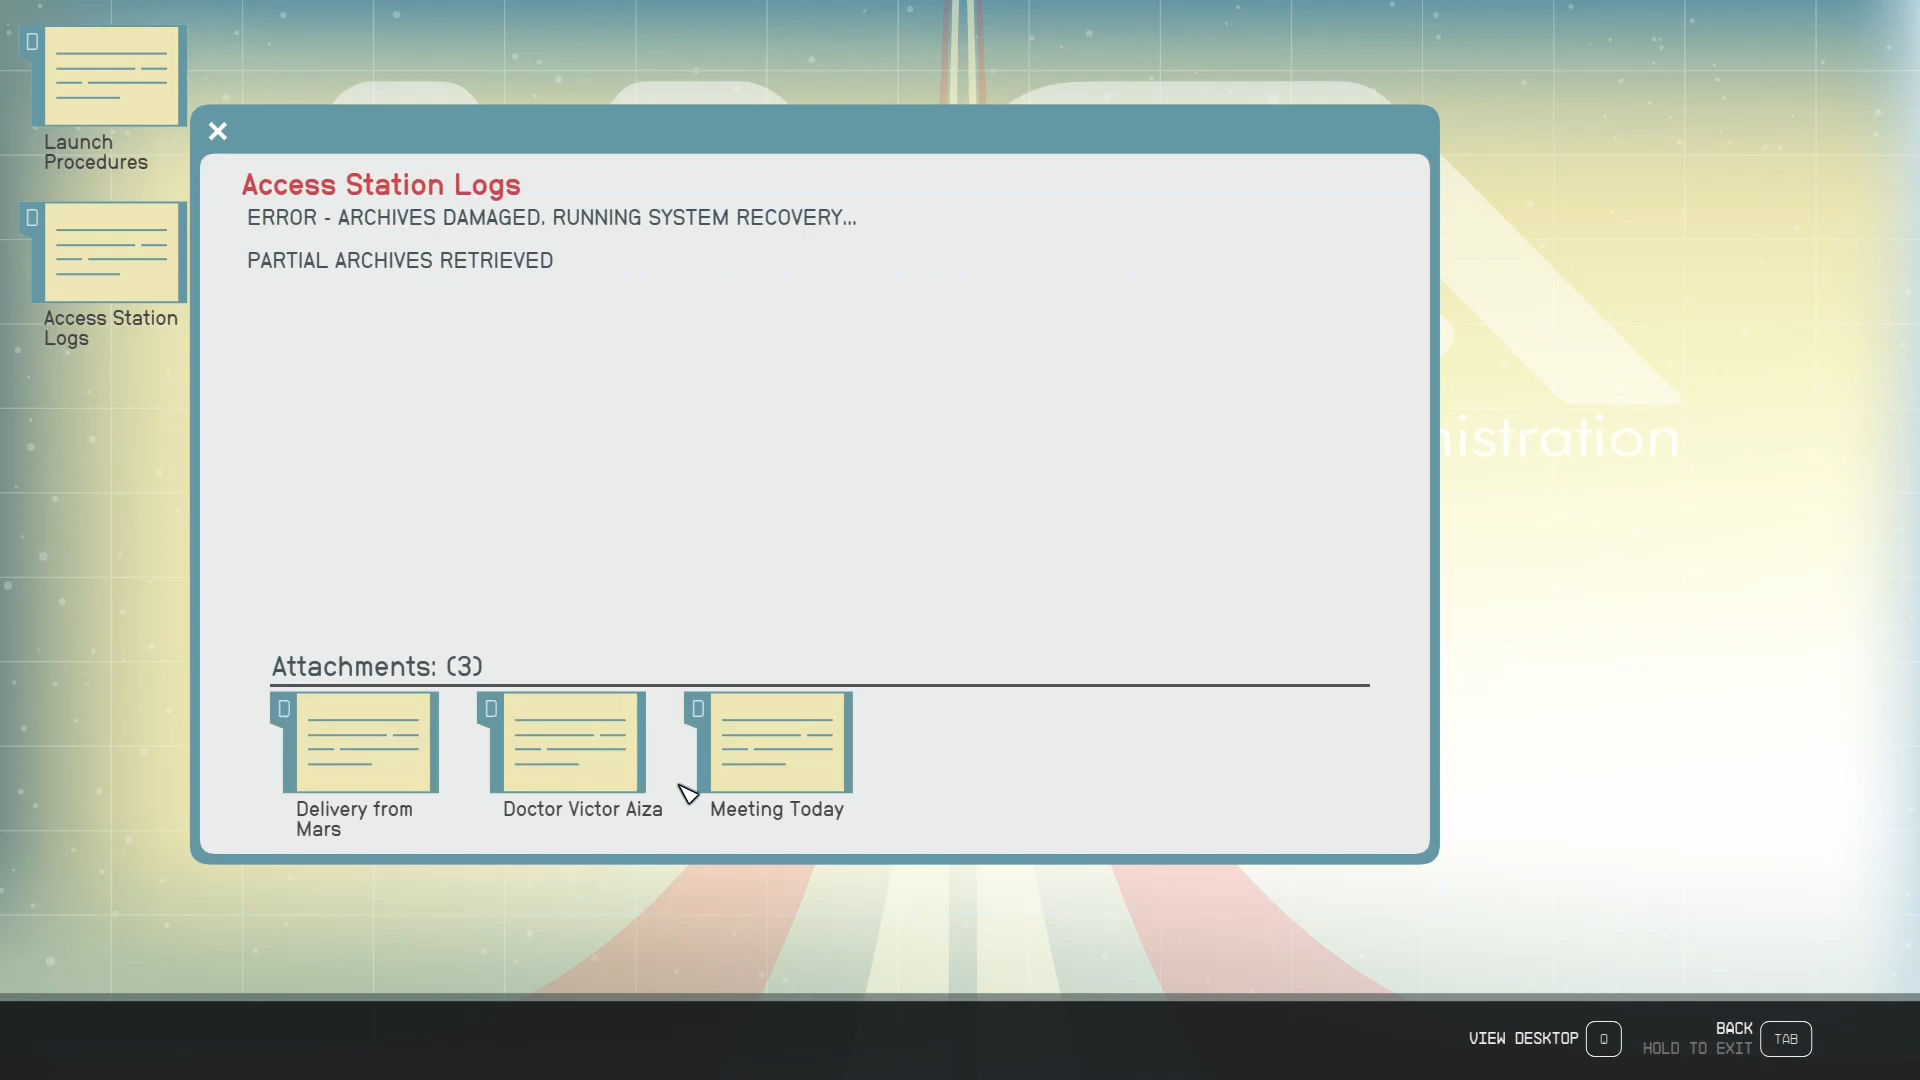 Launch
Procedures
Access Station
Logs
Access Station Logs
ERROR - ARCHIVES DAMAGED. RUNNING SYSTEM RECOVERY...
PARTIAL ARCHIVES RETRIEVED
nistration
Attachments: (3)
Delivery from
Mars
Doctor Victor Aiza
Meeting Today
VIEW DESKTOP Q
BACK
HOLD TO EXIT
TAB